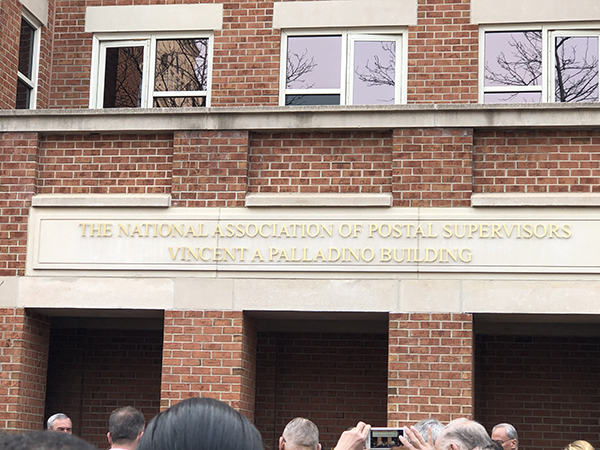 THE NATIONAL ASSOCIATION OF POSTAL SUPERVISORS
VINCENT A PALLADINO BUILDING